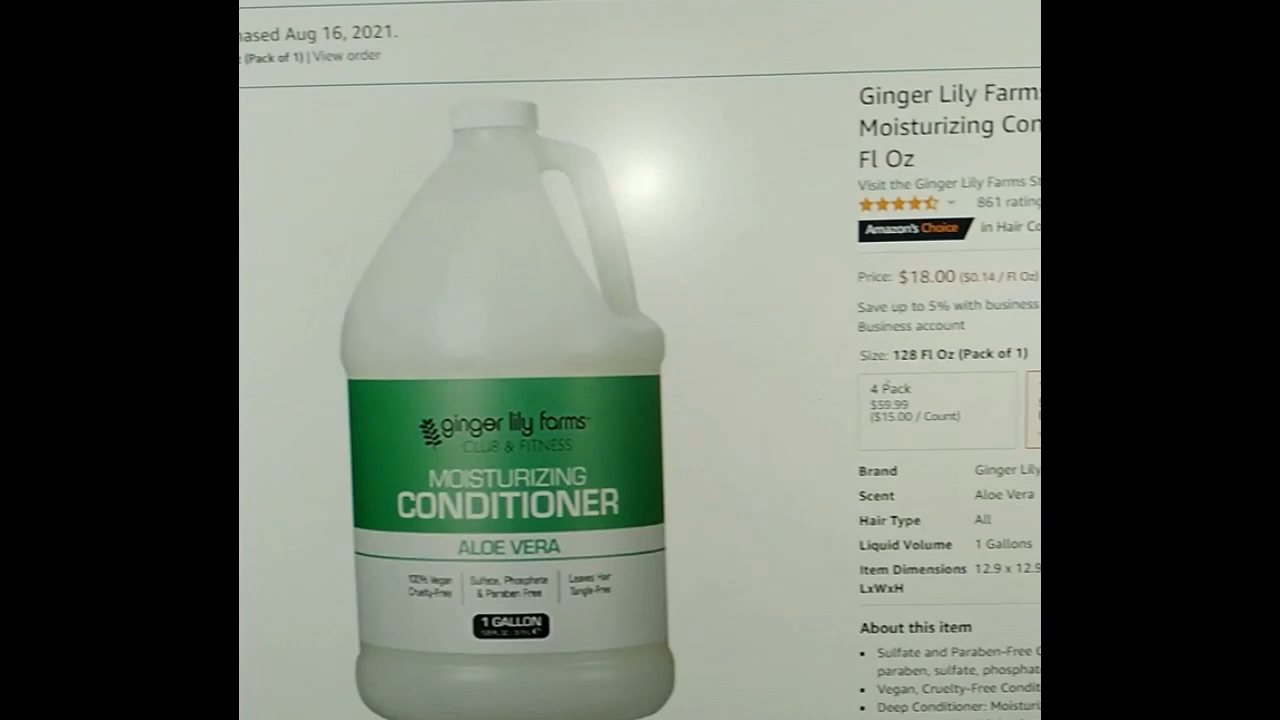 ased Aug 16, 2021.
(Pack of 1) | View order
Ginger Lily Farm
Moisturizing Con
Fl Oz
Visit the Ginger Lily Farms St
861 rating
Amazon's Choice in Hair Co
Price: $18.00 ($0.14 / Fl Oz)
Save up to 5% with business
Business account
Size: 128 Fl Oz (Pack of 1)
4 Pack
$59.99
($15.00 / Count)
Brand Ginger Lily
Scent Aloe Vera
Hair Type All
Liquid Volume 1 Gallons
Item Dimensions 12.9 x 12.9
LxWxH
About this item
Sulfate and Paraben-Free
paraben, sulfate, phosphat
Vegan, Cruelty-Free Condit
Deep Conditioner: Moisturi
ginger lily farms
CLUB & FITNESS
MOISTURIZING
CONDITIONER
ALOE VERA
100% Vegan
Cruelty-Free
Sulfate, Phosphate
& Paraben Free
Leaves Hair
Tangle-Free
1 GALLON